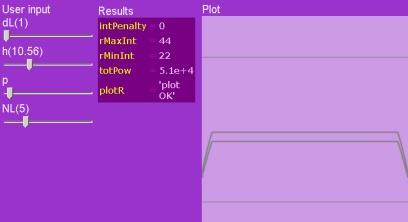 User input
dL(1)
h(10.56)
p
NL(5)
Results
intPenalty = 0
rMaxInt = 44
rMinInt = 22
totPow = 5.1e+4
plotR = 'plot
OK'
Plot